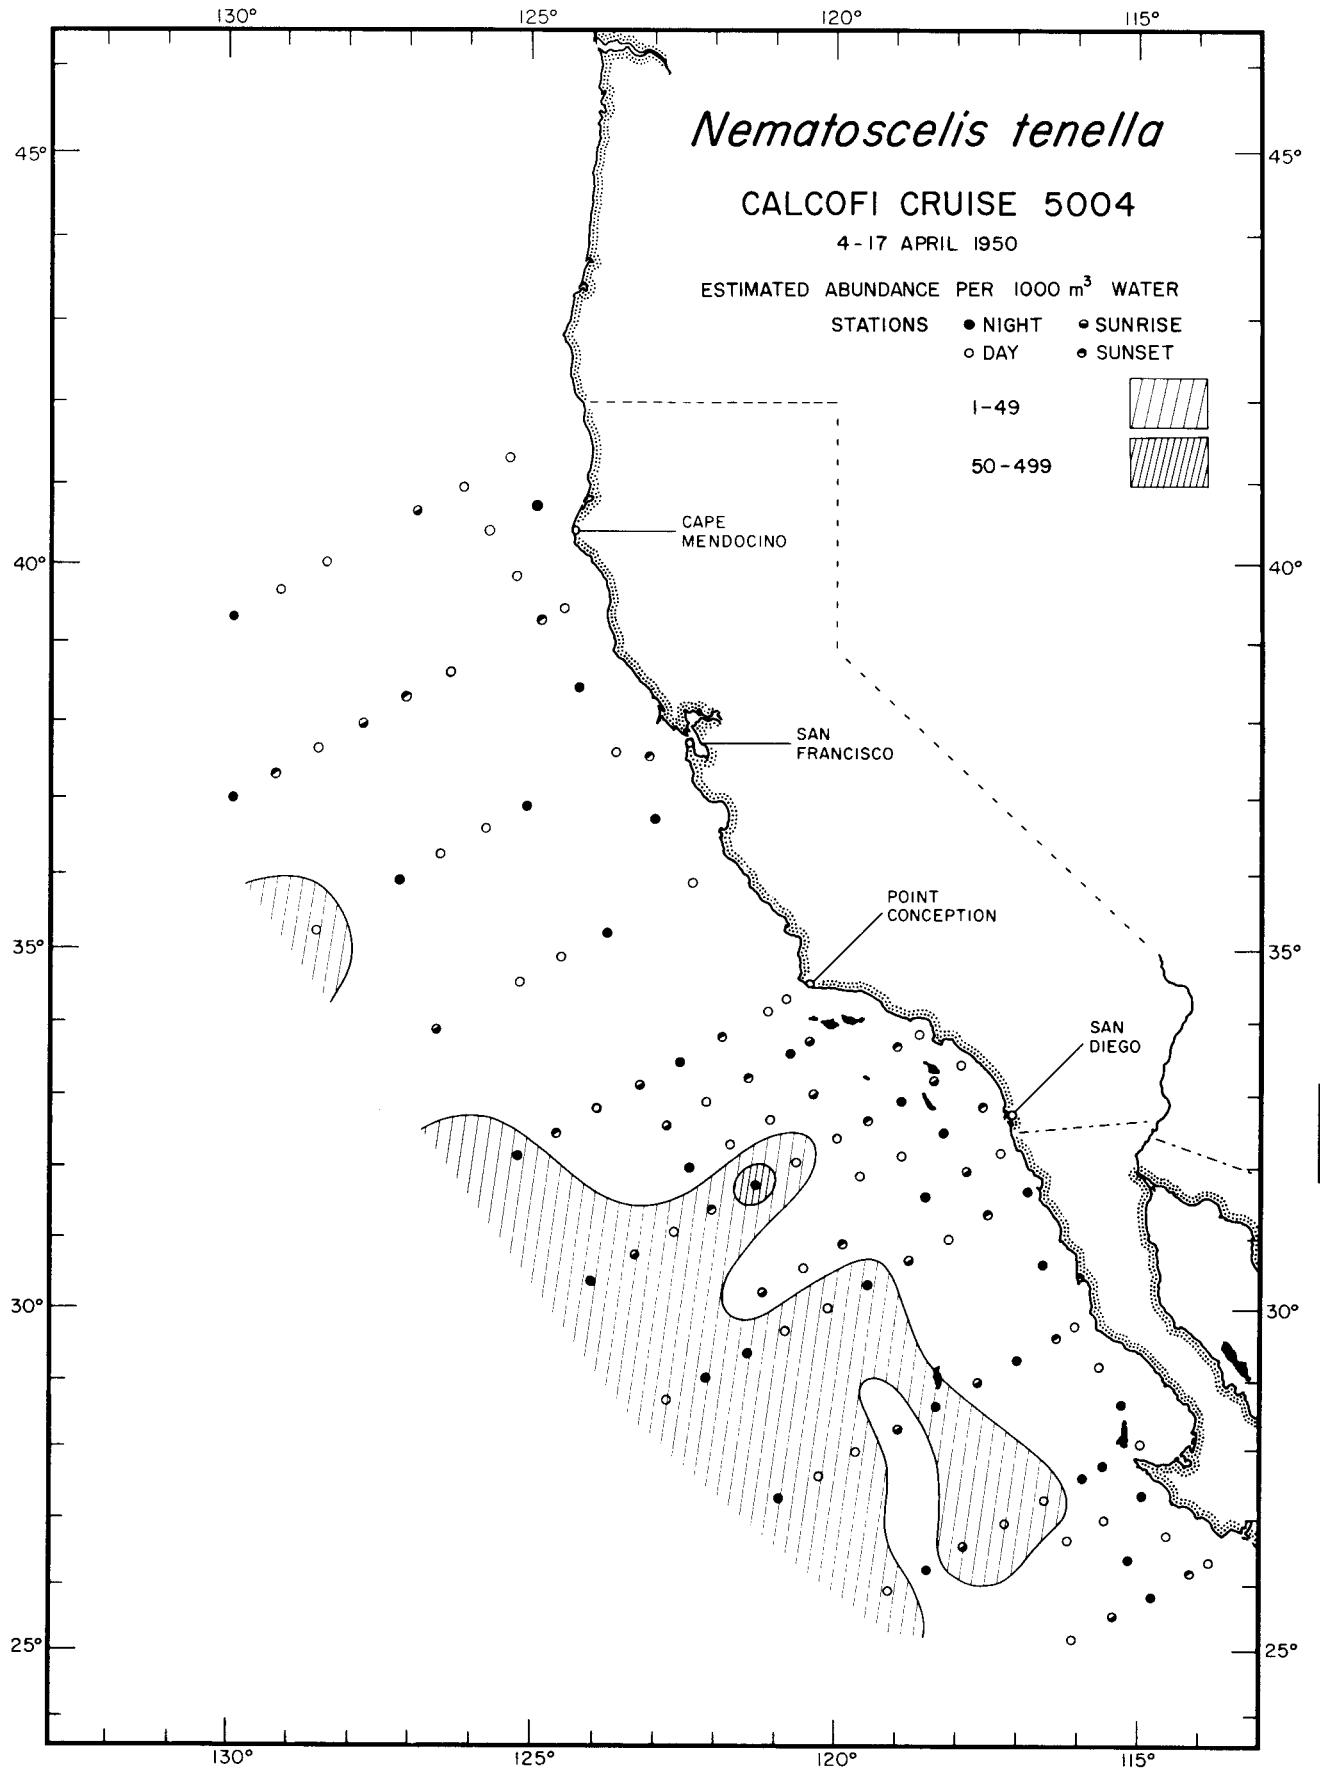 130° 125° 120° 115°
Nematoscelis tenella
CALCOFI CRUISE 5004
4-17 APRIL 1950
ESTIMATED ABUNDANCE PER 1000 m³ WATER
STATIONS ● NIGHT SUNRISE
○ DAY SUNSET
1-49
50-499
45° 45°
CAPE
MENDOCINO
40° 40°
SAN
FRANCISCO
POINT
CONCEPTION
35° 35°
SAN
DIEGO
30° 30°
25° 25°
130° 125° 120° 115°